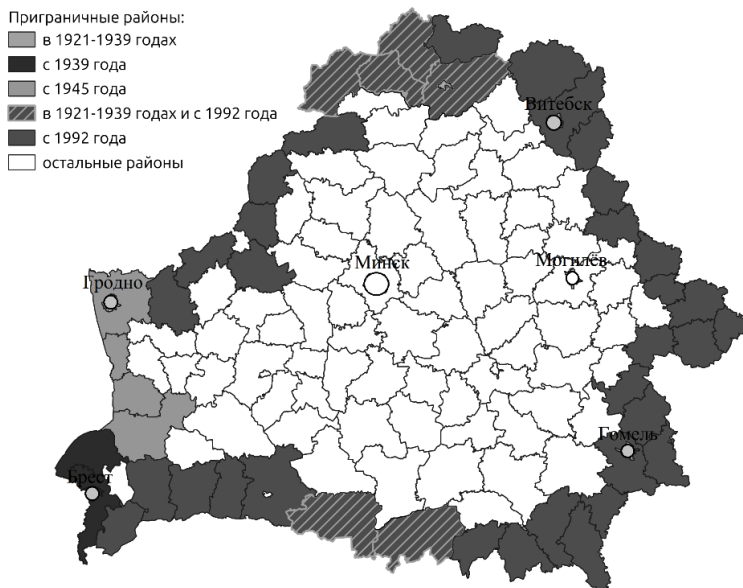 Приграничные районы:
в 1921-1939 годах
с 1939 года
с 1945 года
в 1921-1939 годах и с 1992 года
с 1992 года
остальные районы
Витебск
Минск
Могилёв
Гродно
Гомель
Брест